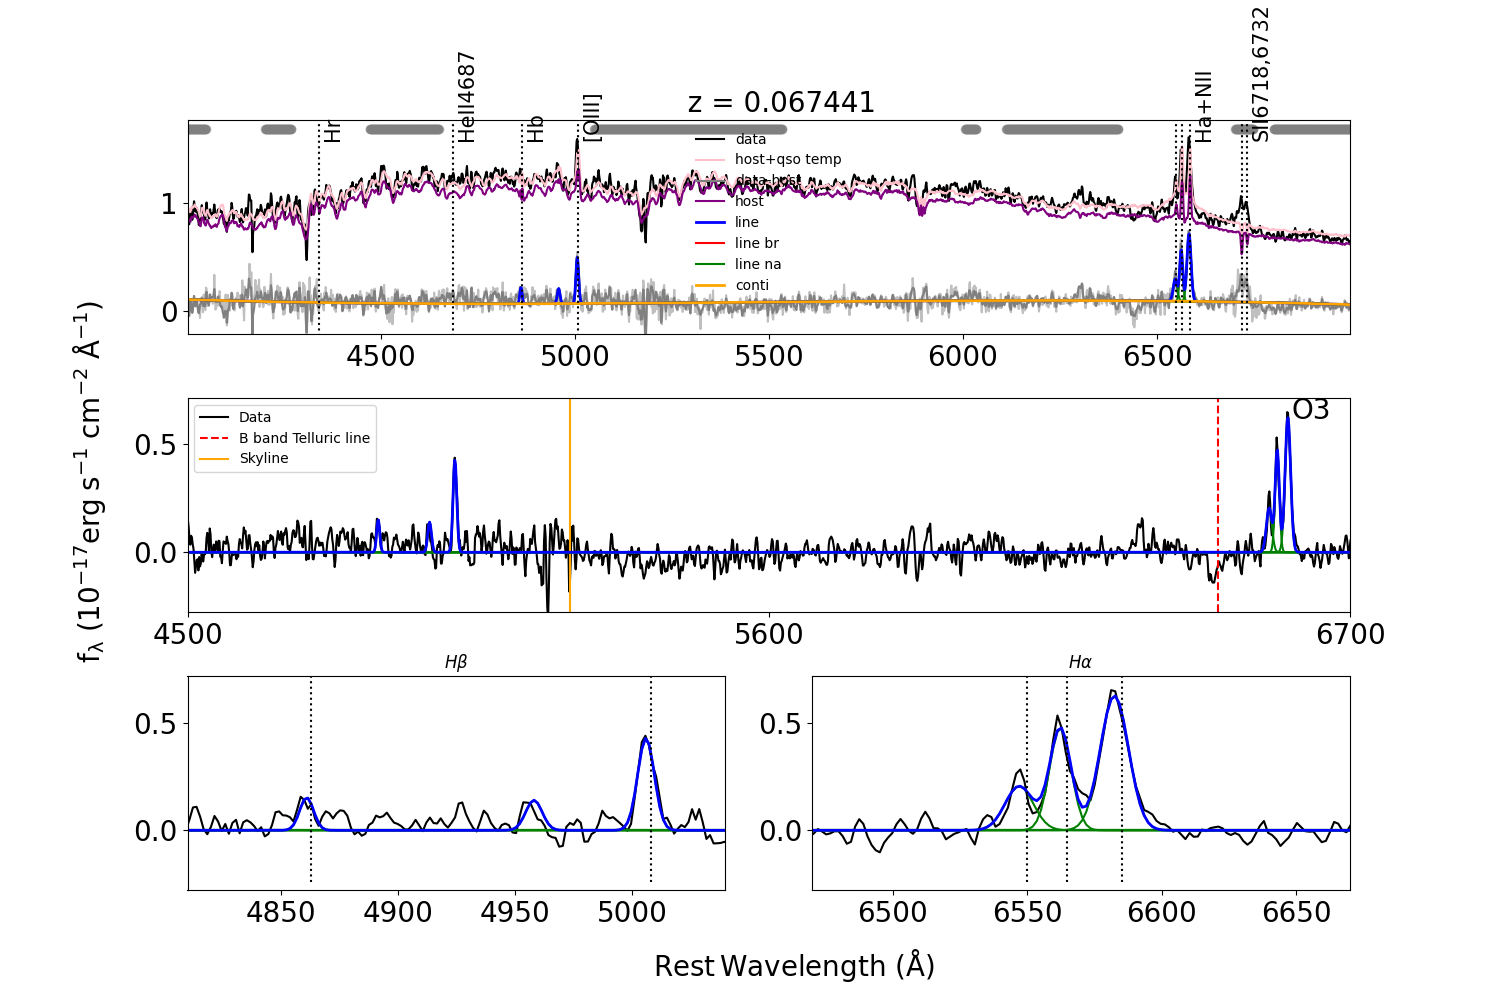 z = 0.067441
Hr
HeII4687
Hb
[OIII]
Ha+NII
SII6718,6732
data
host+qso temp
data-host
host
line
line br
line na
conti
1
0
4500 5000 5500 6000 6500
f_λ (10⁻¹⁷erg s⁻¹ cm⁻² Å⁻¹)
Data
B band Telluric line
Skyline
O3
0.5
0.0
4500 5600 6700
Hβ
0.5
0.0
4850 4900 4950 5000
Hα
0.5
0.0
6500 6550 6600 6650
Rest Wavelength (Å)